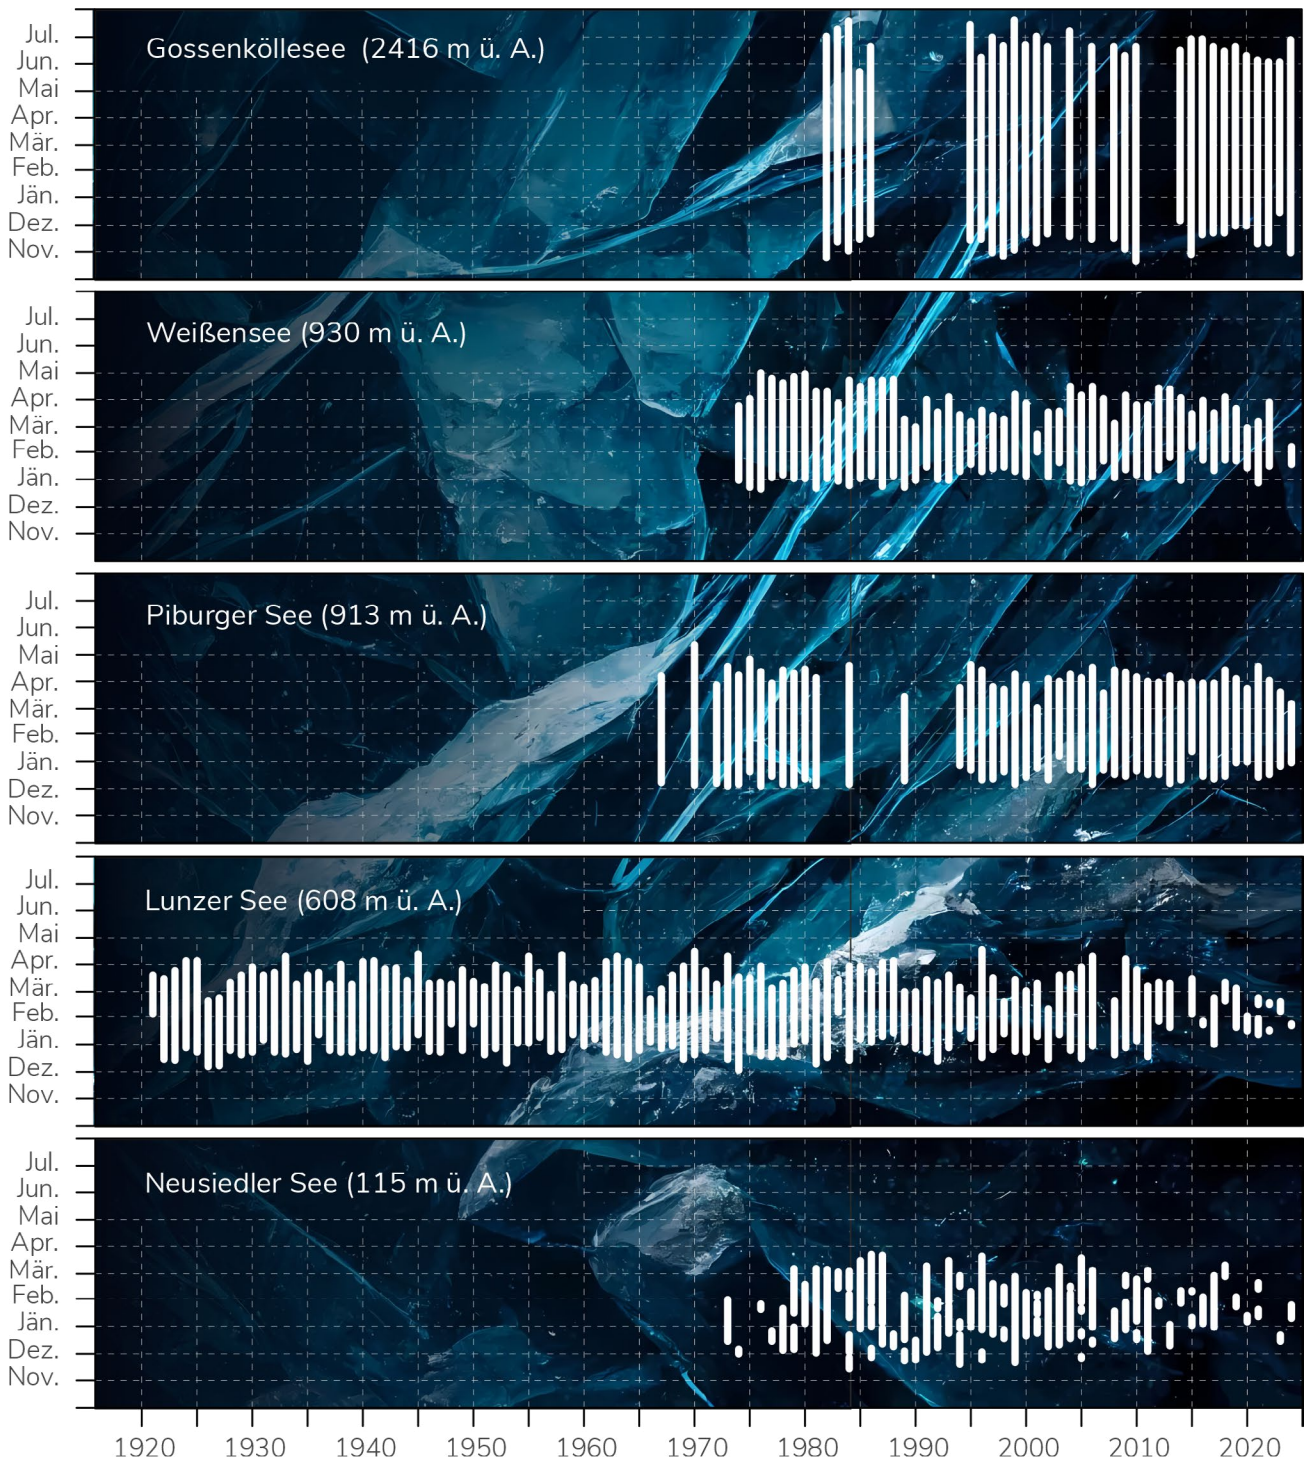 Gossenköllesee (2416 m ü. A.)
Jul.
Jun.
Mai
Apr.
Mär.
Feb.
Jän.
Dez.
Nov.
Weißensee (930 m ü. A.)
Jul.
Jun.
Mai
Apr.
Mär.
Feb.
Jän.
Dez.
Nov.
Piburger See (913 m ü. A.)
Jul.
Jun.
Mai
Apr.
Mär.
Feb.
Jän.
Dez.
Nov.
Lunzer See (608 m ü. A.)
Jul.
Jun.
Mai
Apr.
Mär.
Feb.
Jän.
Dez.
Nov.
Neusiedler See (115 m ü. A.)
Jul.
Jun.
Mai
Apr.
Mär.
Feb.
Jän.
Dez.
Nov.
1920 1930 1940 1950 1960 1970 1980 1990 2000 2010 2020